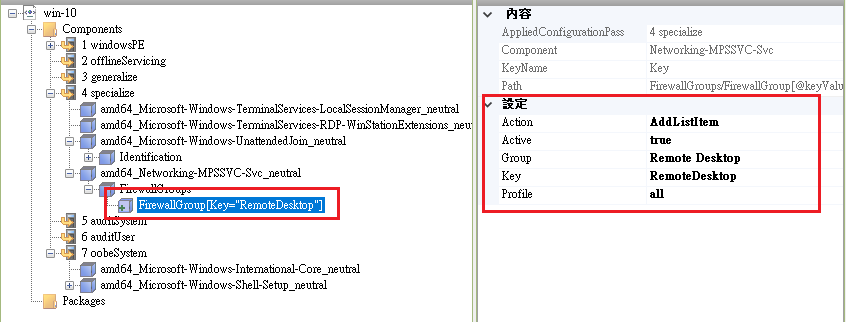 win-10
Components
1 windowsPE
2 offlineServicing
3 generalize
4 specialize
amd64_Microsoft-Windows-TerminalServices-LocalSessionManager_neutral
amd64_Microsoft-Windows-TerminalServices-RDP-WinStationExtensions_neu
amd64_Microsoft-Windows-UnattendedJoin_neutral
Identification
amd64_Networking-MPSSVC-Svc_neutral
FirewallGroups
FirewallGroup[Key="RemoteDesktop"]
5 auditSystem
6 auditUser
7 oobeSystem
amd64_Microsoft-Windows-International-Core_neutral
amd64_Microsoft-Windows-Shell-Setup_neutral
Packages
內容
AppliedConfigurationPass 4 specialize
Component Networking-MPSSVC-Svc
KeyName Key
Path FirewallGroups/FirewallGroup[@keyValu
設定
Action AddListItem
Active true
Group Remote Desktop
Key RemoteDesktop
Profile all